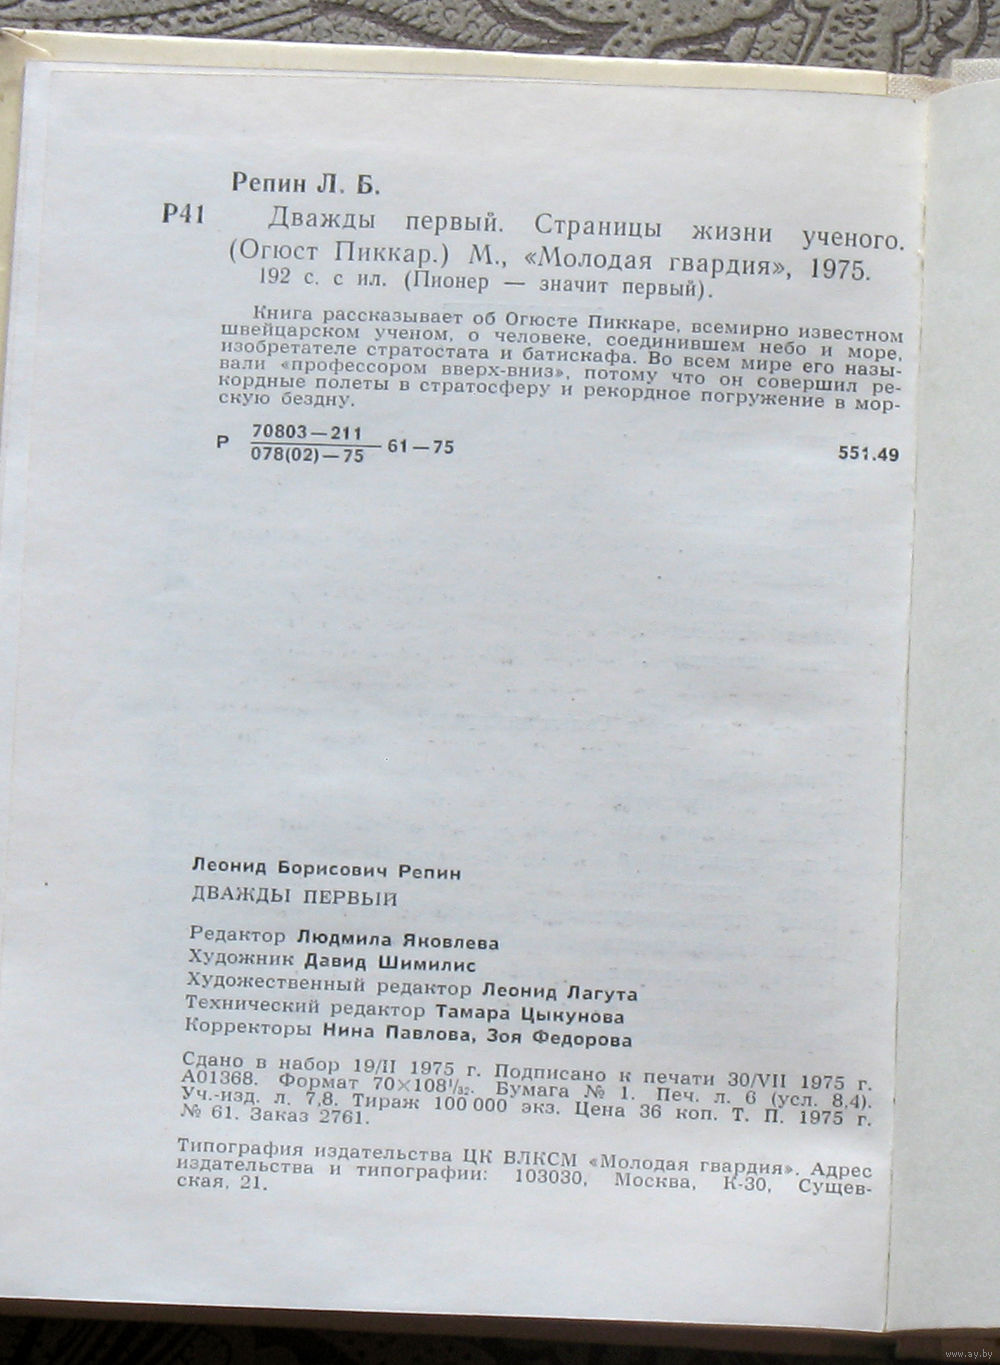 Репин Л. Б.
Р41 Дважды первый. Страницы жизни ученого.
(Огюст Пиккар.) М., «Молодая гвардия», 1975.
192 с. с ил. (Пионер — значит первый).
Книга рассказывает об Огюсте Пиккаре, всемирно известном
швейцарском ученом, о человеке, соединившем небо и море,
изобретателе стратостата и батискафа. Во всем мире его назы-
вали «профессором вверх-вниз», потому что он совершил ре-
кордные полеты в стратосферу и рекордное погружение в мор-
скую бездну.
70803—211
Р 61—75 551.49
078(02)—75
Леонид Борисович Репин
ДВАЖДЫ ПЕРВЫЙ
Редактор Людмила Яковлева
Художник Давид Шимилис
Художественный редактор Леонид Лагута
Технический редактор Тамара Цыкунова
Корректоры Нина Павлова, Зоя Федорова
Сдано в набор 19/II 1975 г. Подписано к печати 30/VII 1975 г.
А01368. Формат 70×108¹/₃₂. Бумага № 1. Печ. л. 6 (усл. 8,4).
Уч.-изд. л. 7,8. Тираж 100 000 экз. Цена 36 коп. Т. П. 1975 г.
№ 61. Заказ 2761.
Типография издательства ЦК ВЛКСМ «Молодая гвардия». Адрес
издательства и типографии: 103030, Москва, К-30, Сущев-
ская, 21.
www.ay.by